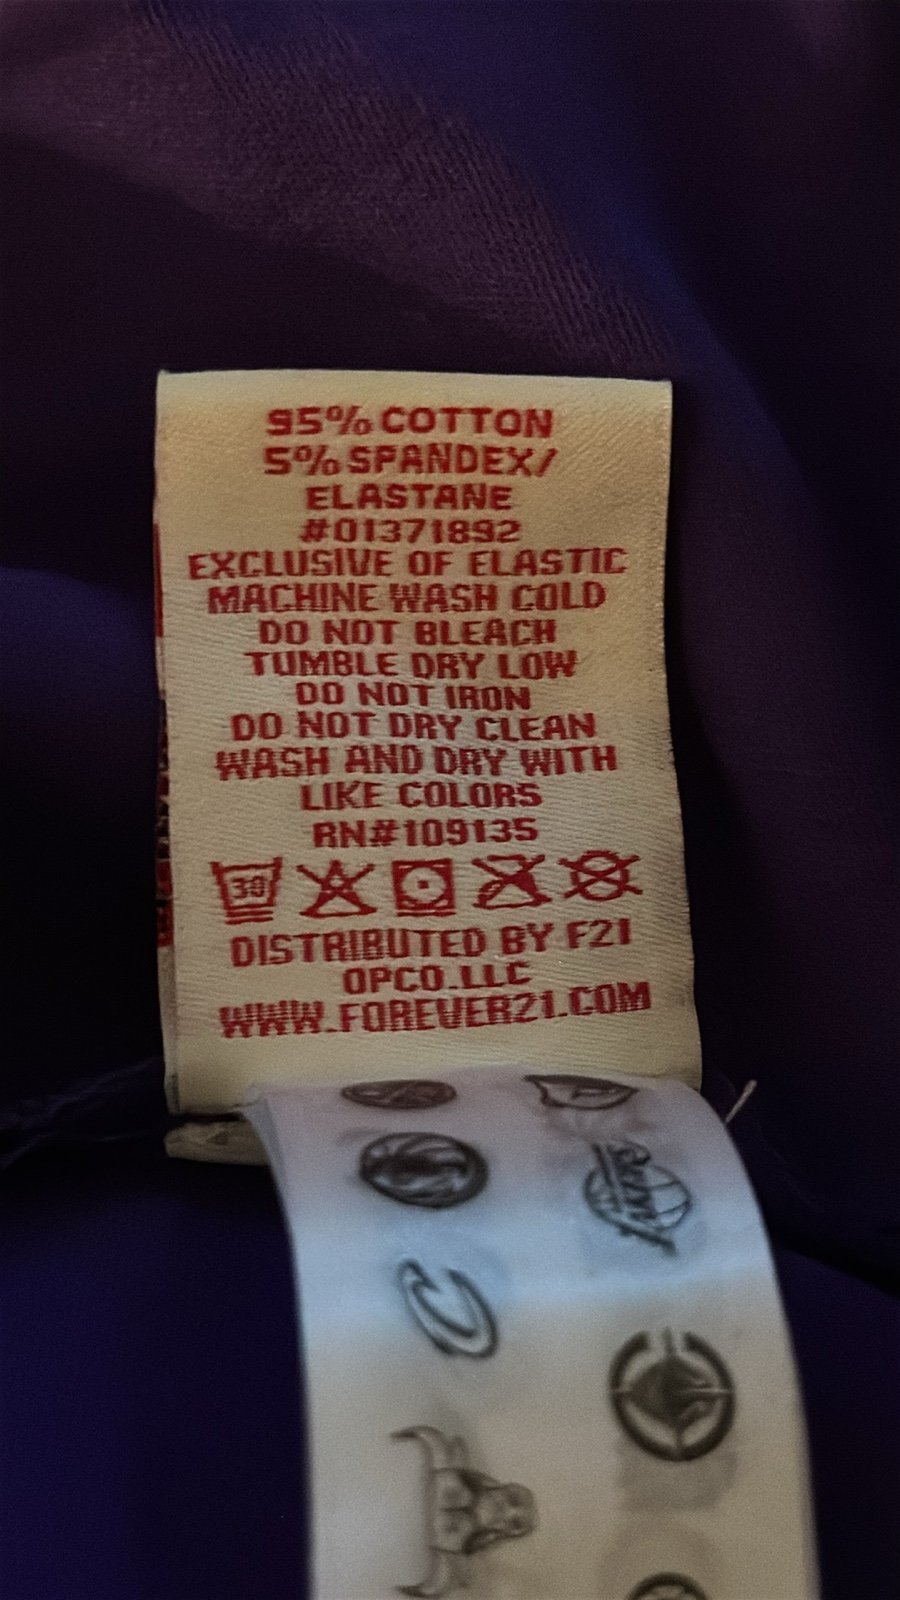 95% COTTON
5% SPANDEX/
ELASTANE
#01371892
EXCLUSIVE OF ELASTIC
MACHINE WASH COLD
DO NOT BLEACH
TUMBLE DRY LOW
DO NOT IRON
DO NOT DRY CLEAN
WASH AND DRY WITH
LIKE COLORS
RN#109135
30
DISTRIBUTED BY F21
OPCO.LLC
WWW.FOREVER21.COM
Lakers
C